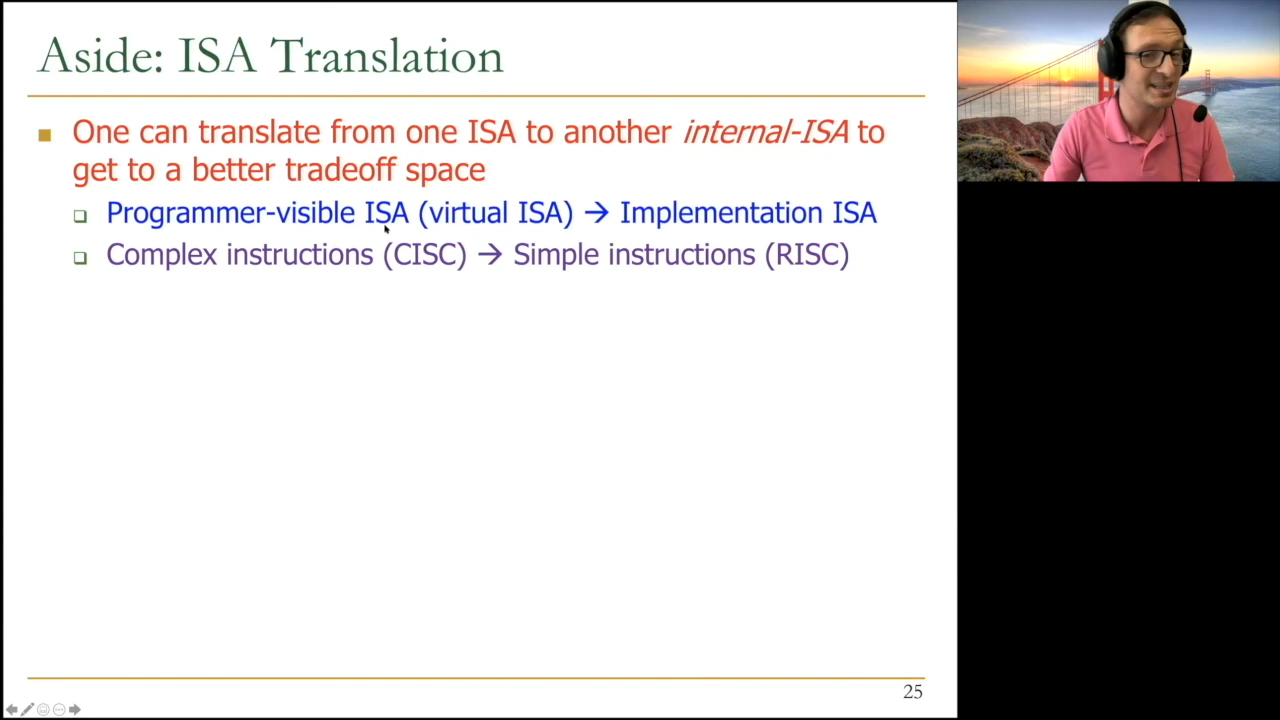 Aside: ISA Translation
One can translate from one ISA to another internal-ISA to
get to a better tradeoff space
Programmer-visible ISA (virtual ISA) → Implementation ISA
Complex instructions (CISC) → Simple instructions (RISC)
25